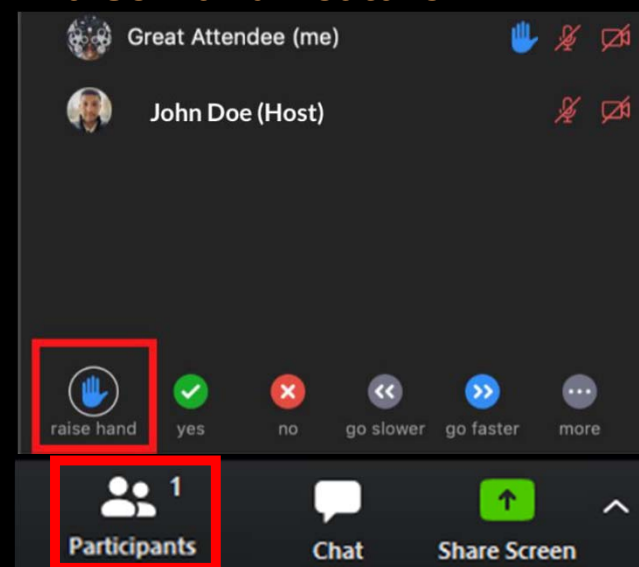 Great Attendee (me)
John Doe (Host)
raise hand yes no go slower go faster more
1
Participants Chat Share Screen